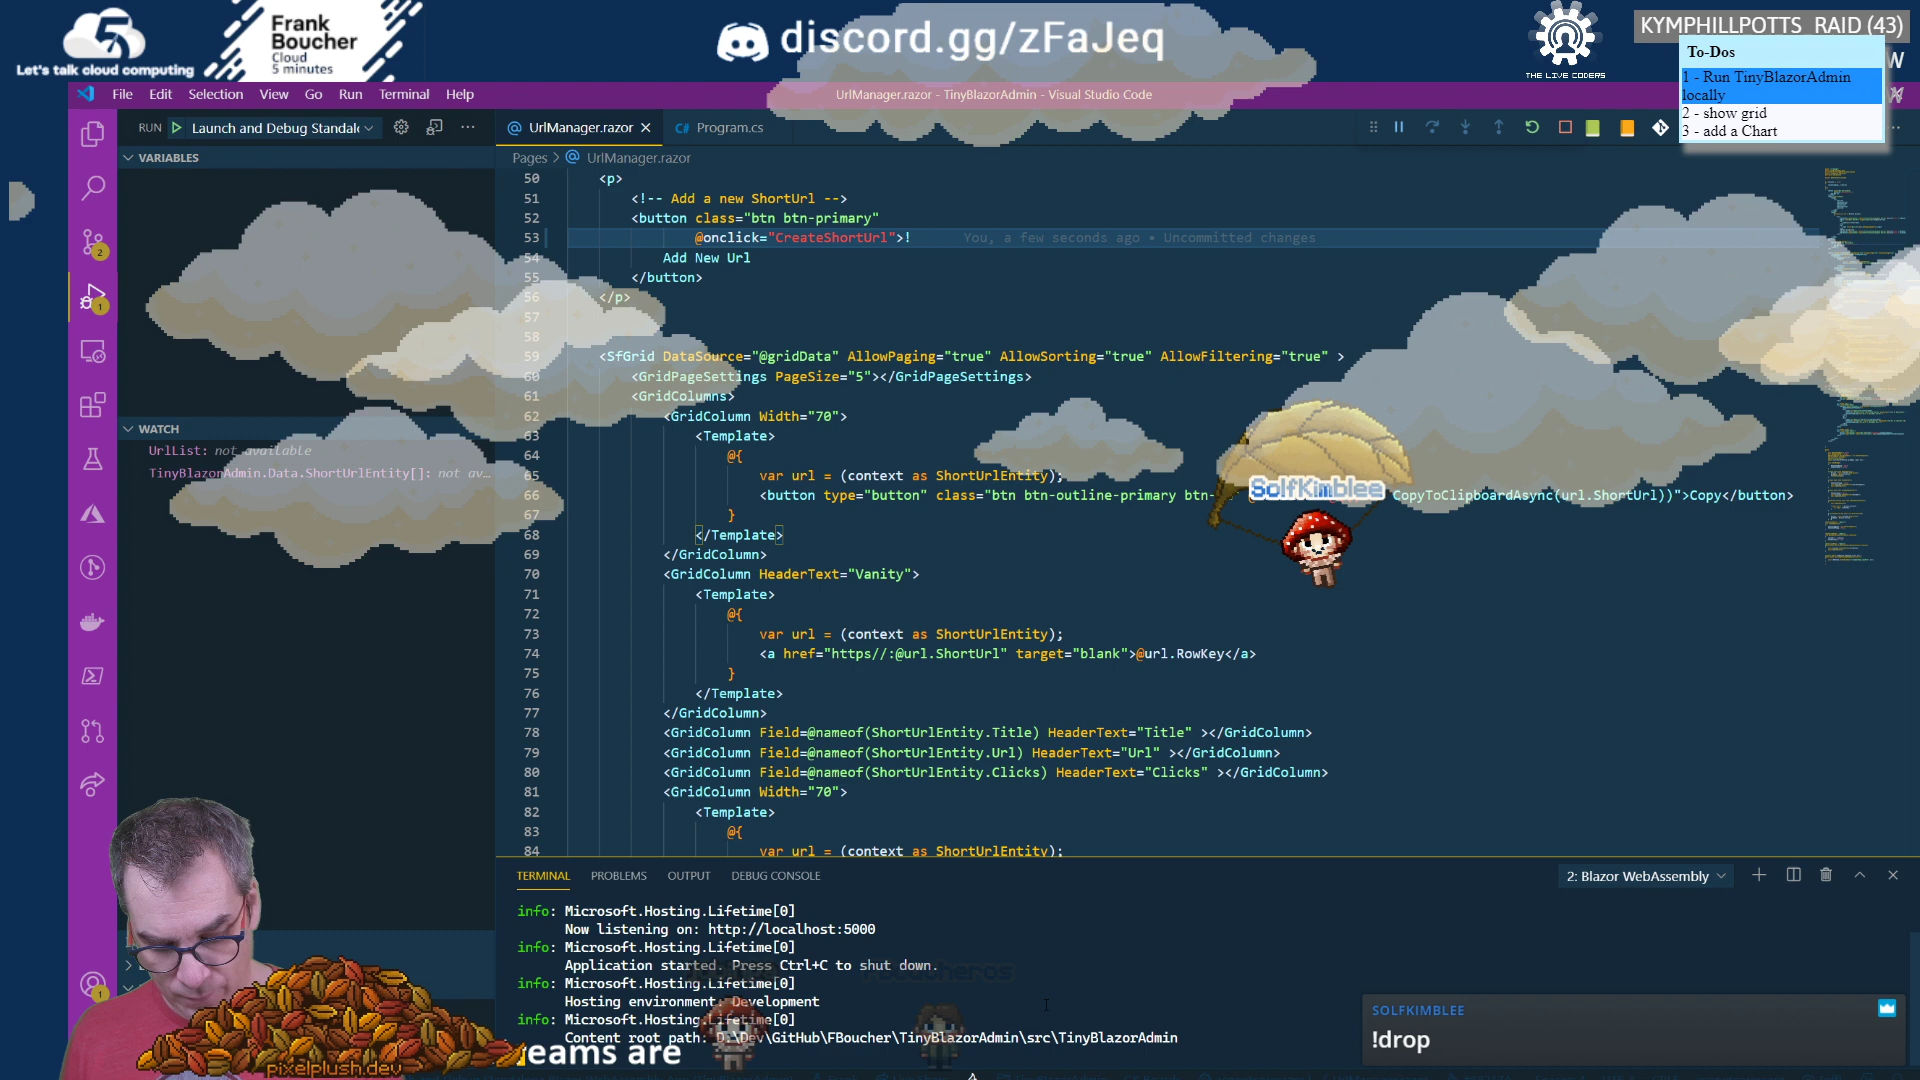 Let's talk cloud computing
Frank
Boucher
Cloud
5 minutes
discord.gg/zFaJeq
THE LIVE CODERS
KYMPHILLPOTTS RAID (43)
To-Dos
1 - Run TinyBlazorAdmin
locally
2 - show grid
3 - add a Chart
File Edit Selection View Go Run Terminal Help
UrlManager.razor - TinyBlazorAdmin - Visual Studio Code
RUN Launch and Debug Standal
UrlManager.razor Program.cs
VARIABLES
Pages > UrlManager.razor
50 <p>
51 <!-- Add a new ShortUrl -->
52 <button class="btn btn-primary"
53 @onclick="CreateShortUrl">! You, a few seconds ago • Uncommitted changes
54 Add New Url
55 </button>
56 </p>
57
58
59 <SfGrid DataSource="@gridData" AllowPaging="true" AllowSorting="true" AllowFiltering="true" >
60 <GridPageSettings PageSize="5"></GridPageSettings>
61 <GridColumns>
62 <GridColumn Width="70">
63 <Template>
64 @{
65 var url = (context as ShortUrlEntity);
66 <button type="button" class="btn btn-outline-primary btn- CopyToClipboardAsync(url.ShortUrl))">Copy</button>
67 }
68 </Template>
69 </GridColumn>
70 <GridColumn HeaderText="Vanity">
71 <Template>
72 @{
73 var url = (context as ShortUrlEntity);
74 <a href="https//:@url.ShortUrl" target="blank">@url.RowKey</a>
75 }
76 </Template>
77 </GridColumn>
78 <GridColumn Field=@nameof(ShortUrlEntity.Title) HeaderText="Title" ></GridColumn>
79 <GridColumn Field=@nameof(ShortUrlEntity.Url) HeaderText="Url" ></GridColumn>
80 <GridColumn Field=@nameof(ShortUrlEntity.Clicks) HeaderText="Clicks" ></GridColumn>
81 <GridColumn Width="70">
82 <Template>
83 @{
84 var url = (context as ShortUrlEntity);
WATCH
UrlList: not available
TinyBlazonAdmin.Data.ShortUrlEntity[]: not av...
SolfKimblee
TERMINAL PROBLEMS OUTPUT DEBUG CONSOLE
2: Blazor WebAssembly
info: Microsoft.Hosting.Lifetime[0]
Now listening on: http://localhost:5000
info: Microsoft.Hosting.Lifetime[0]
Application started. Press Ctrl+C to shut down.
info: Microsoft.Hosting.Lifetime[0]
Hosting environment: Development
info: Microsoft.Hosting.Lifetime[0]
Content root path: D:\Dev\GitHub\FBoucher\TinyBlazorAdmin\src\TinyBlazorAdmin
eams are
pixelplush.dev
SOLFKIMBLEE
!drop